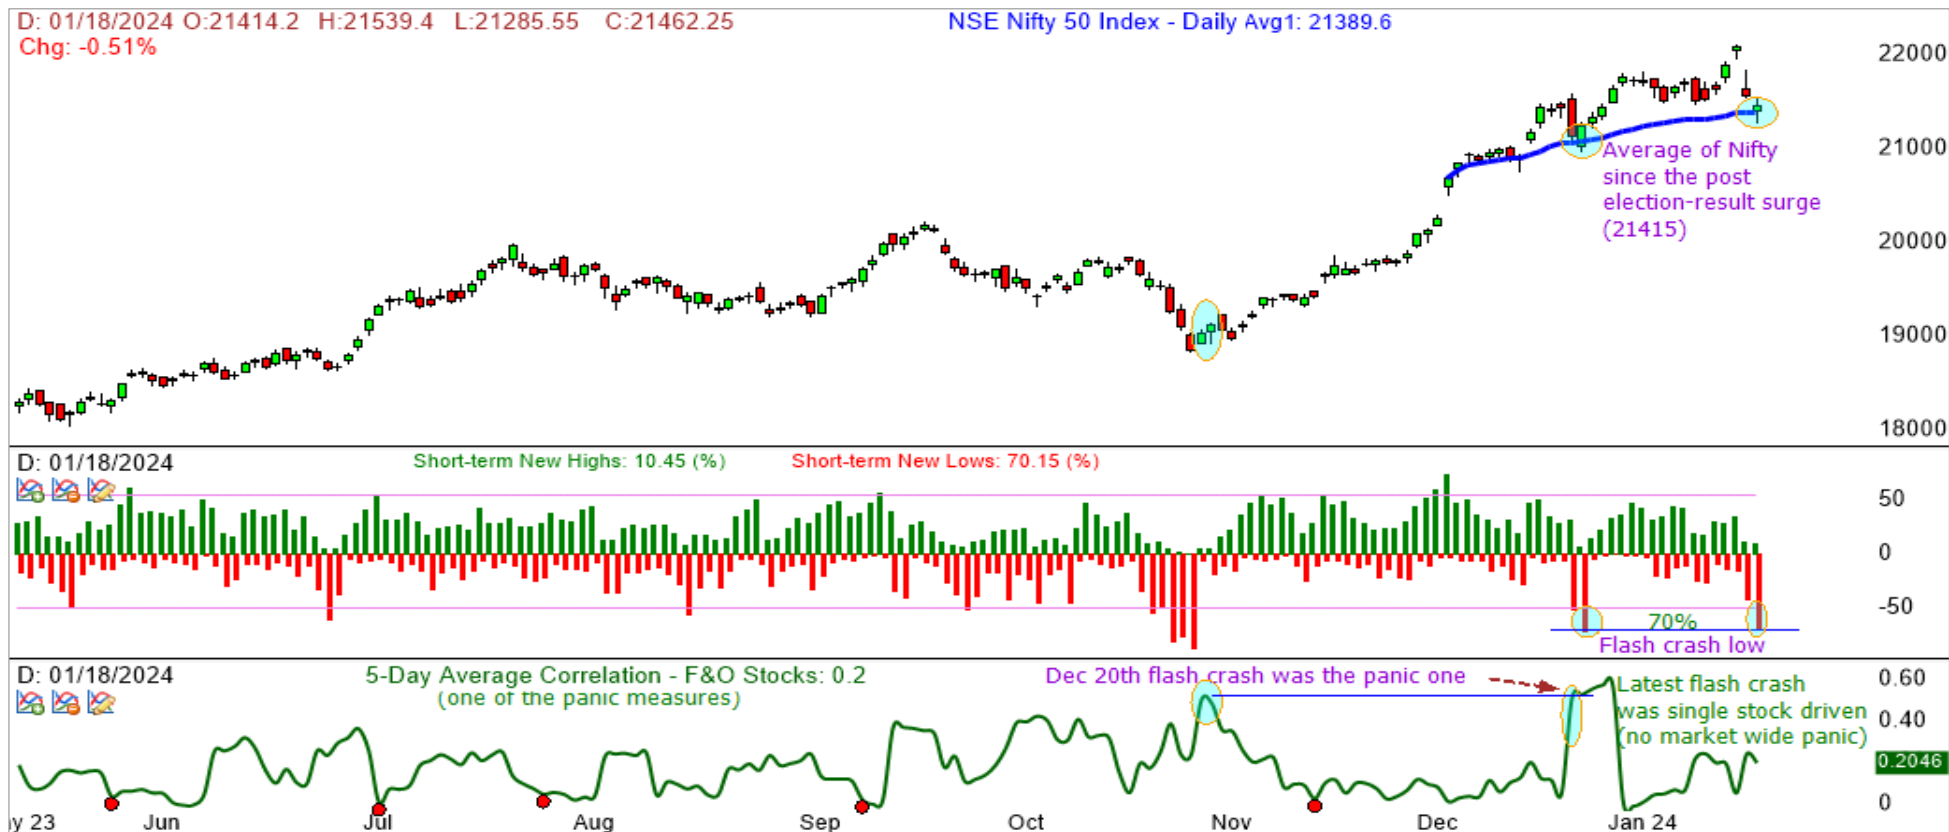 D: 01/18/2024 O:21414.2 H:21539.4 L:21285.55 C:21462.25
NSE Nifty 50 Index - Daily Avg1: 21389.6
Chg: -0.51%
22000
21000
20000
19000
18000
Average of Nifty
since the post
election-result surge
(21415)
D: 01/18/2024
Short-term New Highs: 10.45 (%)
Short-term New Lows: 70.15 (%)
50
0
-50
70%
Flash crash low
D: 01/18/2024
5-Day Average Correlation - F&O Stocks: 0.2
(one of the panic measures)
Dec 20th flash crash was the panic one
Latest flash crash
was single stock driven
(no market wide panic)
0.60
0.40
0.2046
0
y 23 Jun Jul Aug Sep Oct Nov Dec Jan 24